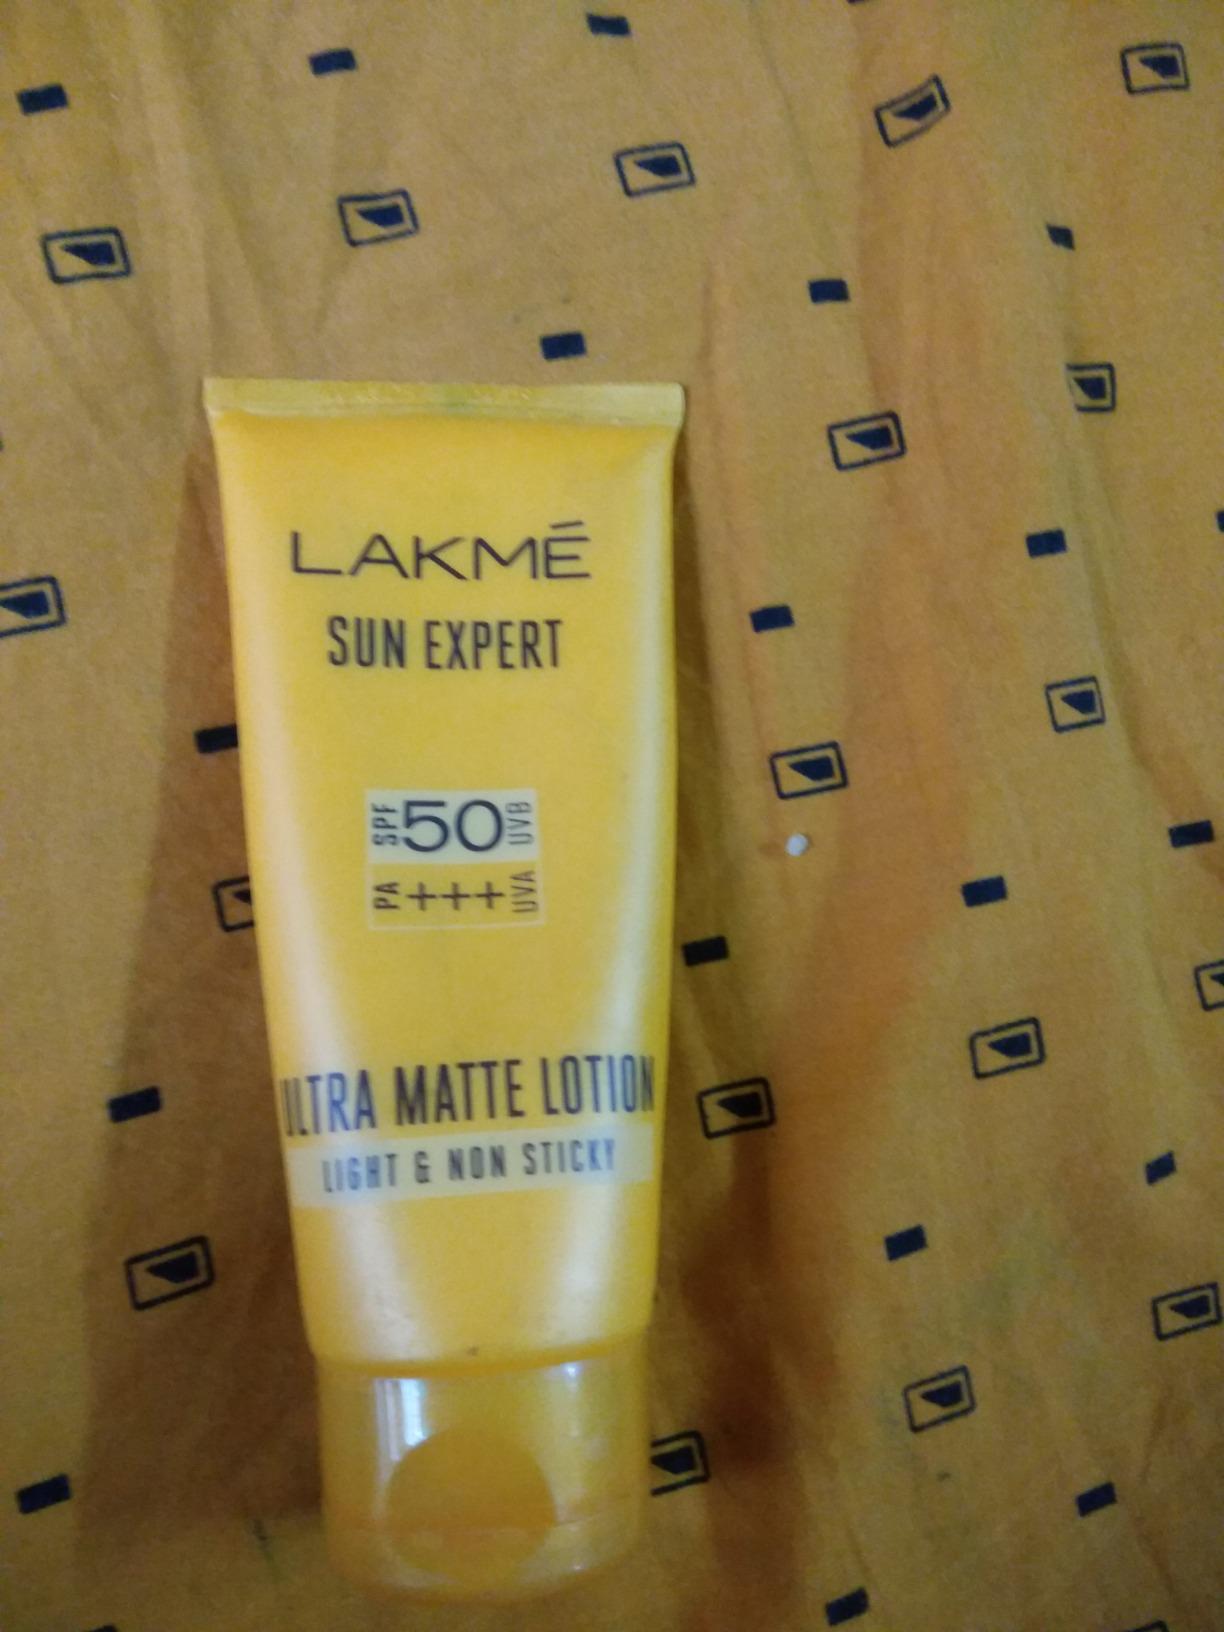 LAKMÉ
SUN EXPERT
SPF 50 UVB
PA +++ UVA
ULTRA MATTE LOTION
LIGHT & NON STICKY